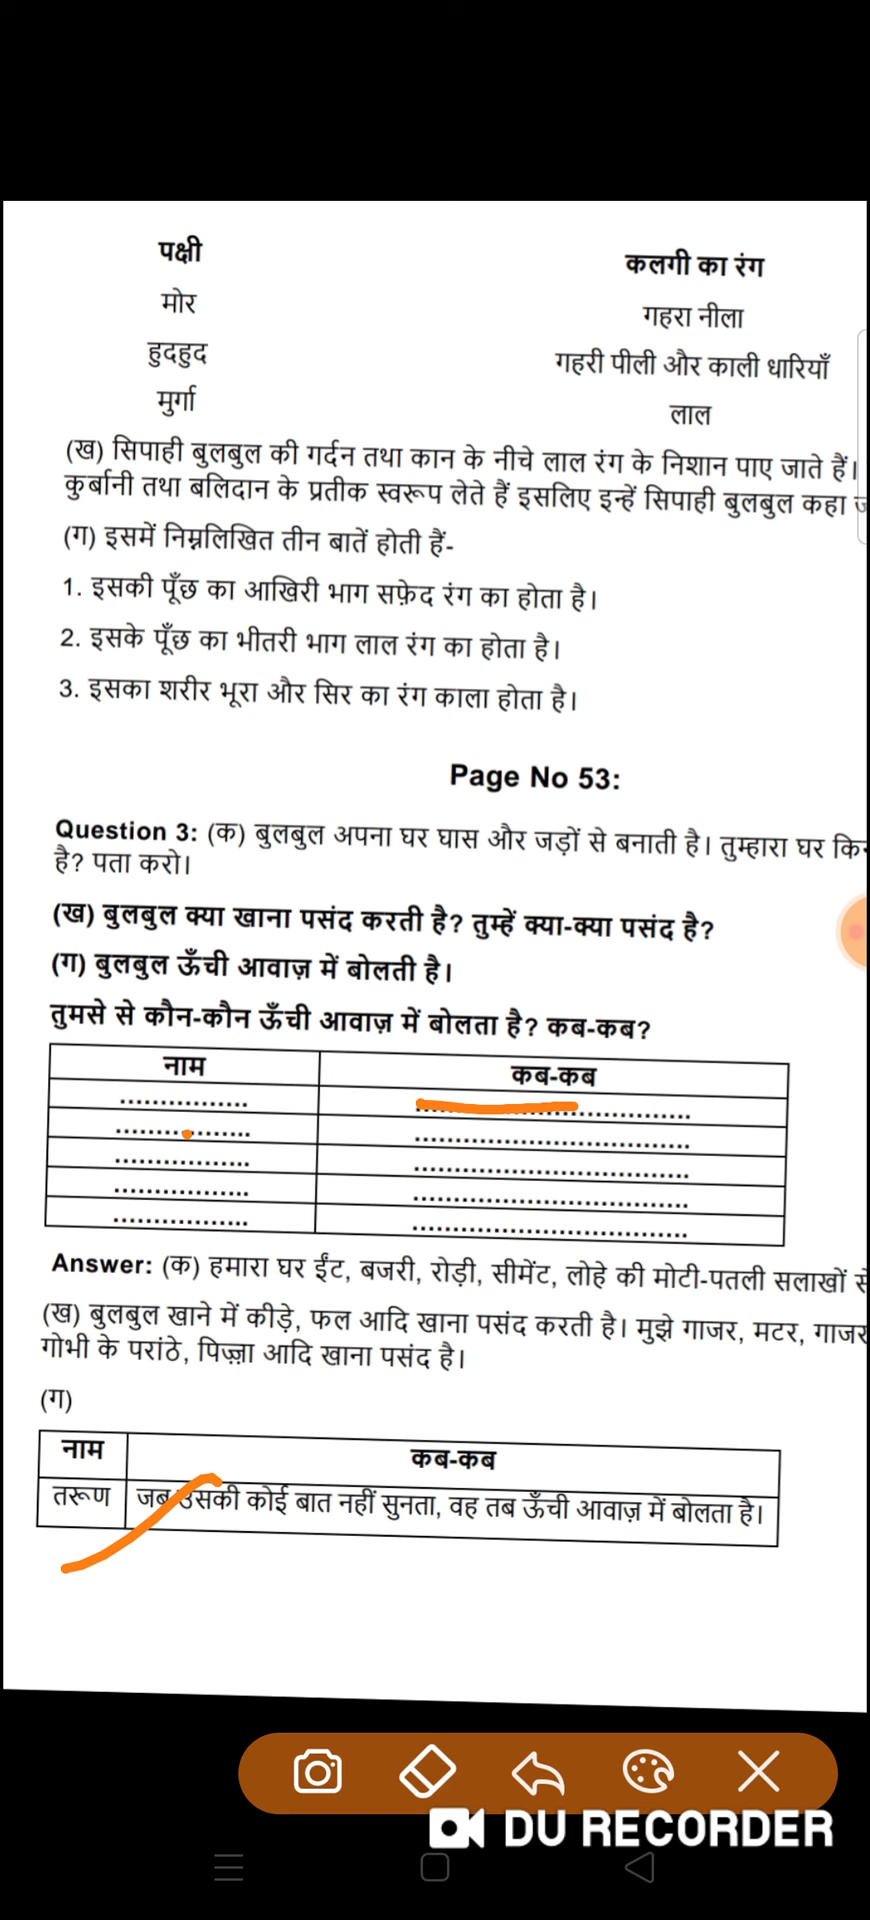 पक्षी कलगी का रंग
मोर गहरा नीला
हुदहुद गहरी पीली और काली धारियाँ
मुर्गा लाल
(ख) सिपाही बुलबुल की गर्दन तथा कान के नीचे लाल रंग के निशान पाए जाते हैं।
कुर्बानी तथा बलिदान के प्रतीक स्वरूप लेते हैं इसलिए इन्हें सिपाही बुलबुल कहा
(ग) इसमें निम्नलिखित तीन बातें होती हैं-
1. इसकी पूँछ का आखिरी भाग सफ़ेद रंग का होता है।
2. इसके पूँछ का भीतरी भाग लाल रंग का होता है।
3. इसका शरीर भूरा और सिर का रंग काला होता है।
Page No 53:
Question 3: (क) बुलबुल अपना घर घास और जड़ों से बनाती है। तुम्हारा घर
है? पता करो।
(ख) बुलबुल क्या खाना पसंद करती है? तुम्हें क्या-क्या पसंद है?
(ग) बुलबुल ऊँची आवाज़ में बोलती है।
तुमसे से कौन-कौन ऊँची आवाज़ में बोलता है? कब-कब?
नाम कब-कब
Answer: (क) हमारा घर ईंट, बजरी, रोड़ी, सीमेंट, लोहे की मोटी-पतली सलाखों
(ख) बुलबुल खाने में कीड़े, फल आदि खाना पसंद करती है। मुझे गाजर, मटर, गाजर
गोभी के परांठे, पिज़्ज़ा आदि खाना पसंद है।
(ग)
नाम कब-कब
तरूण जब उसकी कोई बात नहीं सुनता, वह तब ऊँची आवाज़ में बोलता है।
DU RECORDER